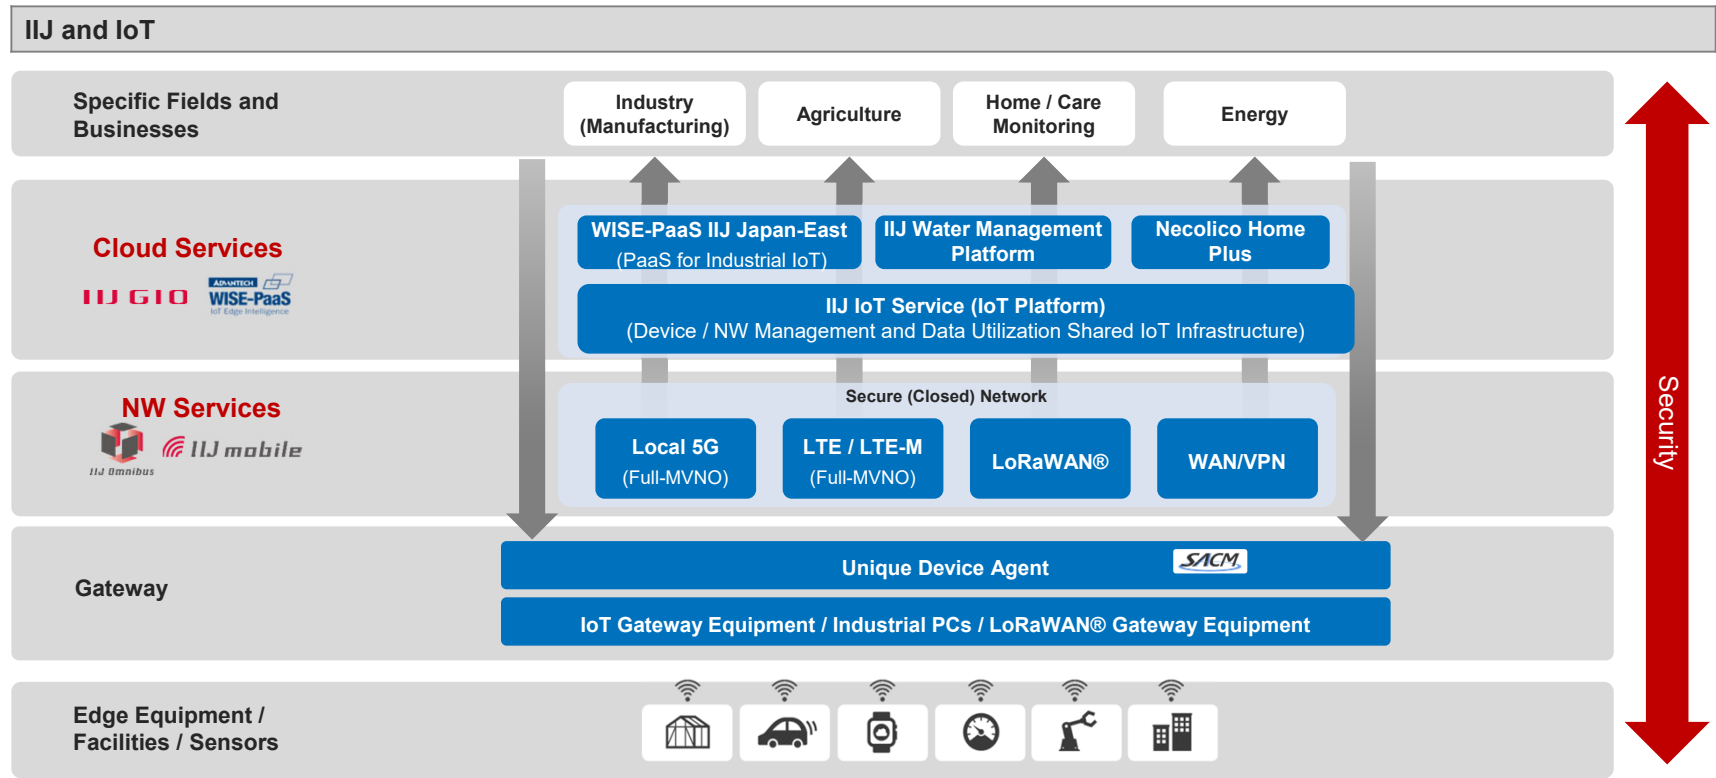 IIJ and IoT
Specific Fields and
Businesses
Industry
(Manufacturing)
Agriculture
Home / Care
Monitoring
Energy
Cloud Services
IIJ GIO
ADVANTECH
WISE-PaaS
IoT Edge Intelligence
WISE-PaaS IIJ Japan-East
(PaaS for Industrial IoT)
IIJ Water Management
Platform
Necolico Home
Plus
IIJ IoT Service (IoT Platform)
(Device / NW Management and Data Utilization Shared IoT Infrastructure)
NW Services
IIJ Omnibus
IIJ mobile
Secure (Closed) Network
Local 5G
(Full-MVNO)
LTE / LTE-M
(Full-MVNO)
LoRaWAN®
WAN/VPN
Gateway
Unique Device Agent
SACM
IoT Gateway Equipment / Industrial PCs / LoRaWAN® Gateway Equipment
Edge Equipment /
Facilities / Sensors
Security